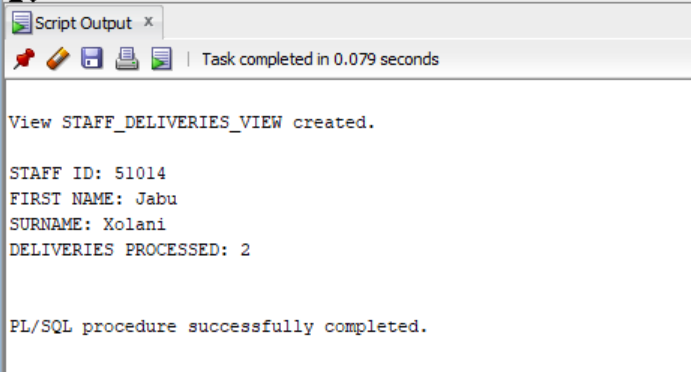 Script Output x
Task completed in 0.079 seconds
View STAFF_DELIVERIES_VIEW created.
STAFF ID: 51014
FIRST NAME: Jabu
SURNAME: Xolani
DELIVERIES PROCESSED: 2
PL/SQL procedure successfully completed.